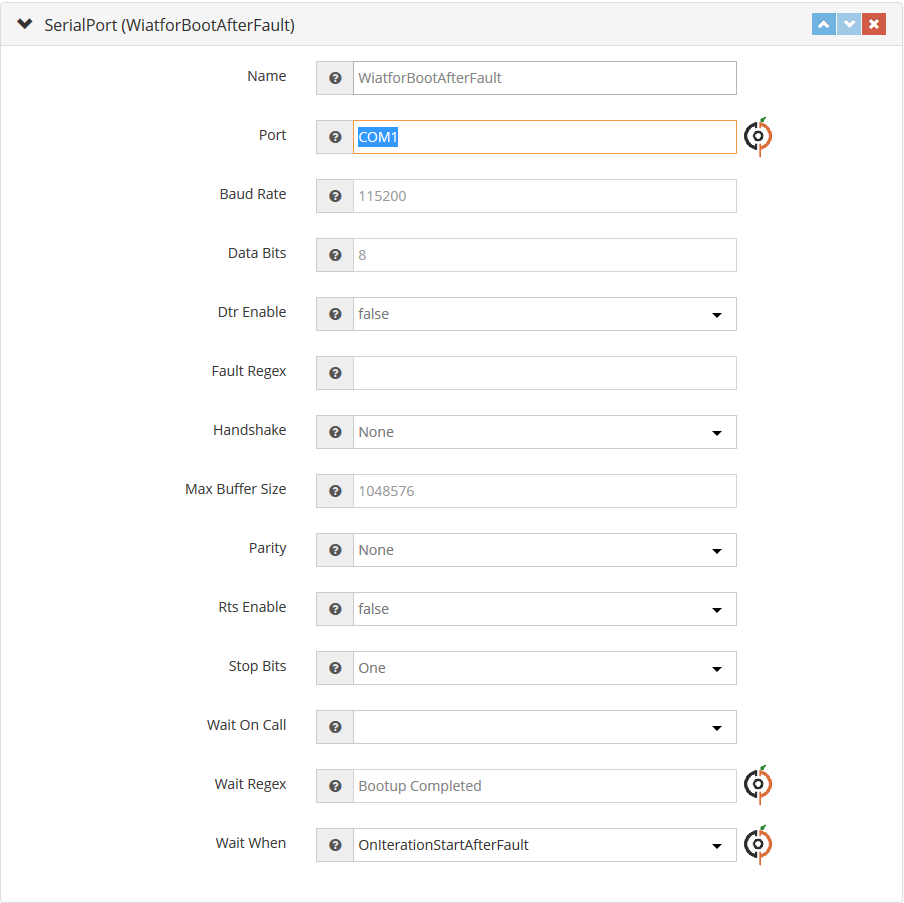 SerialPort (WiatforBootAfterFault)
Name WiatforBootAfterFault
Port COM1
Baud Rate 115200
Data Bits 8
Dtr Enable false
Fault Regex
Handshake None
Max Buffer Size 1048576
Parity None
Rts Enable false
Stop Bits One
Wait On Call
Wait Regex Bootup Completed
Wait When OnIterationStartAfterFault